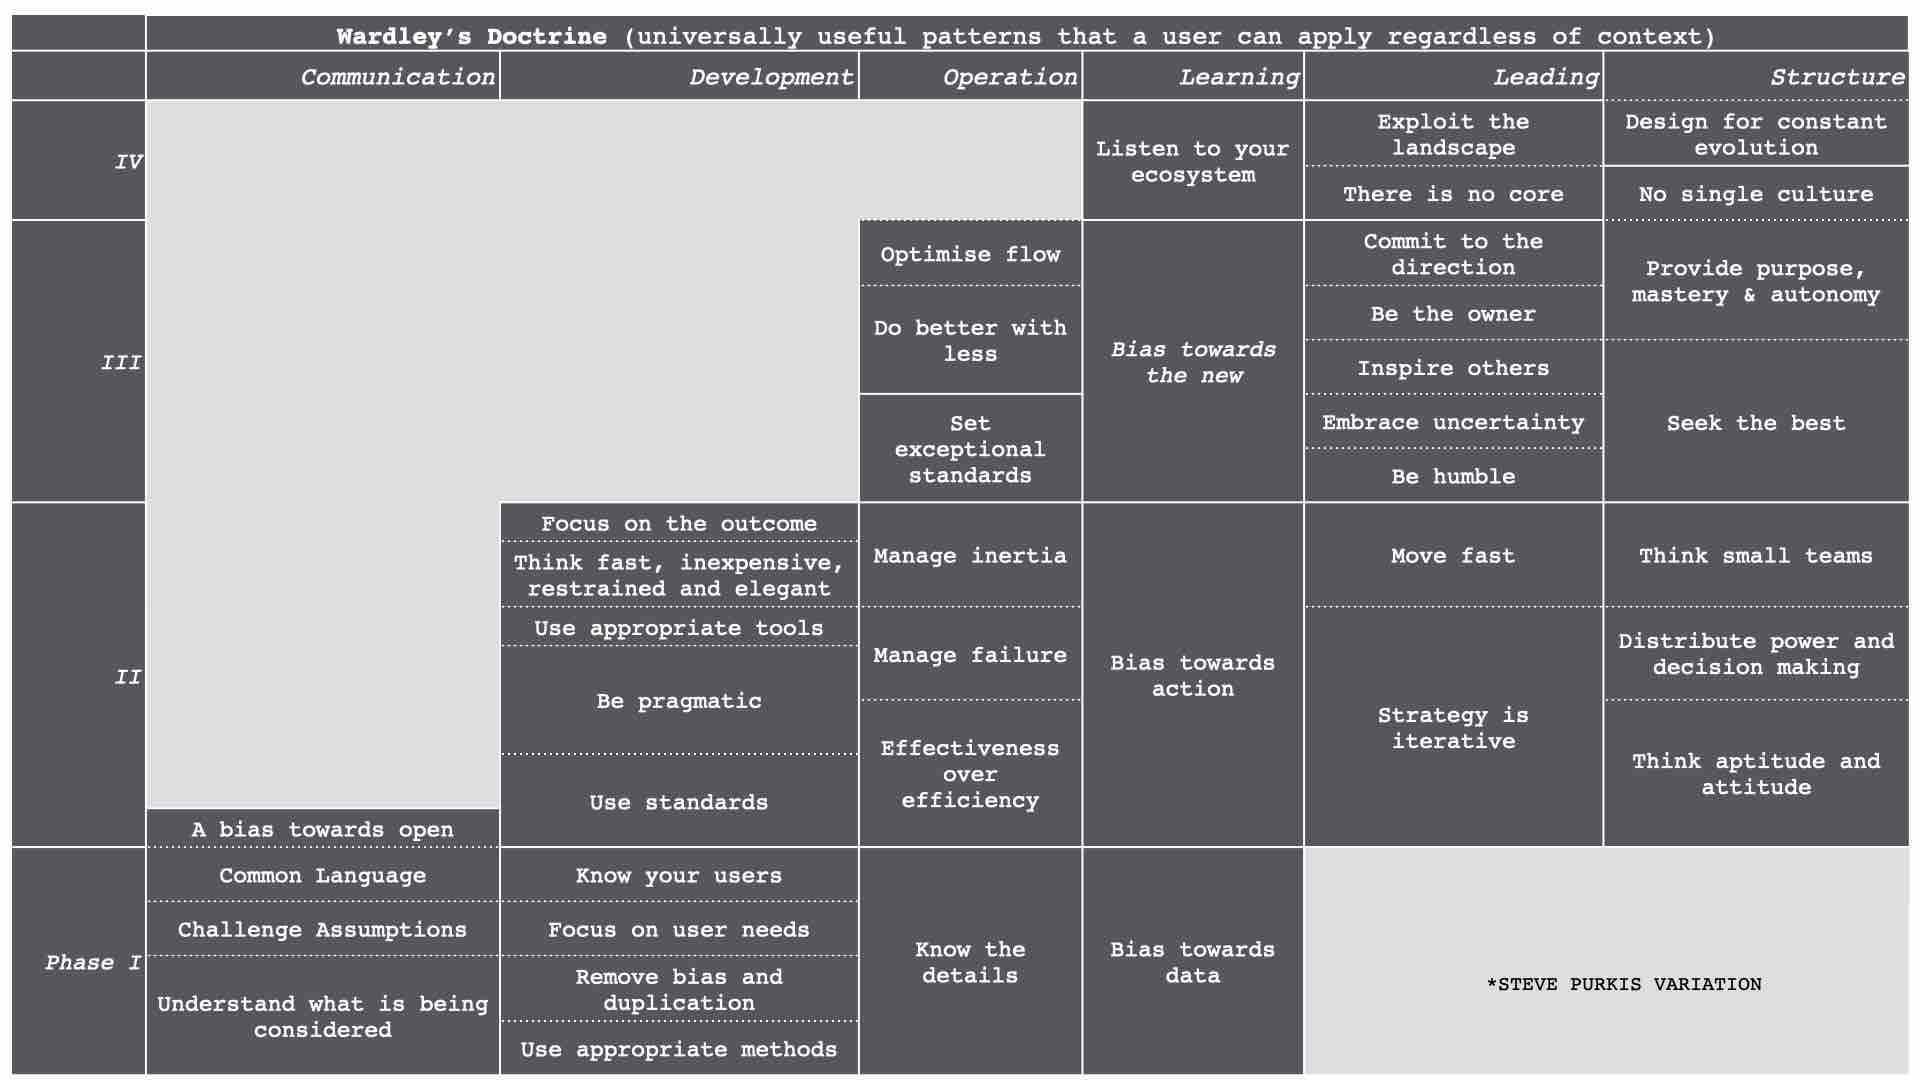 Wardley’s Doctrine (universally useful patterns that a user can apply regardless of context)
Communication
Development
Operation
Learning
Leading
Structure
IV
Listen to your
ecosystem
Exploit the
landscape
There is no core
Design for constant
evolution
No single culture
III
Optimise flow
Do better with
less
Set
exceptional
standards
Bias towards
the new
Commit to the
direction
Be the owner
Inspire others
Embrace uncertainty
Be humble
Provide purpose,
mastery & autonomy
Seek the best
II
A bias towards open
Focus on the outcome
Think fast, inexpensive,
restrained and elegant
Use appropriate tools
Be pragmatic
Use standards
Manage inertia
Manage failure
Effectiveness
over
efficiency
Bias towards
action
Move fast
Strategy is
iterative
Think small teams
Distribute power and
decision making
Think aptitude and
attitude
Phase I
Common Language
Challenge Assumptions
Understand what is being
considered
Know your users
Focus on user needs
Remove bias and
duplication
Use appropriate methods
Know the
details
Bias towards
data
*STEVE PURKIS VARIATION